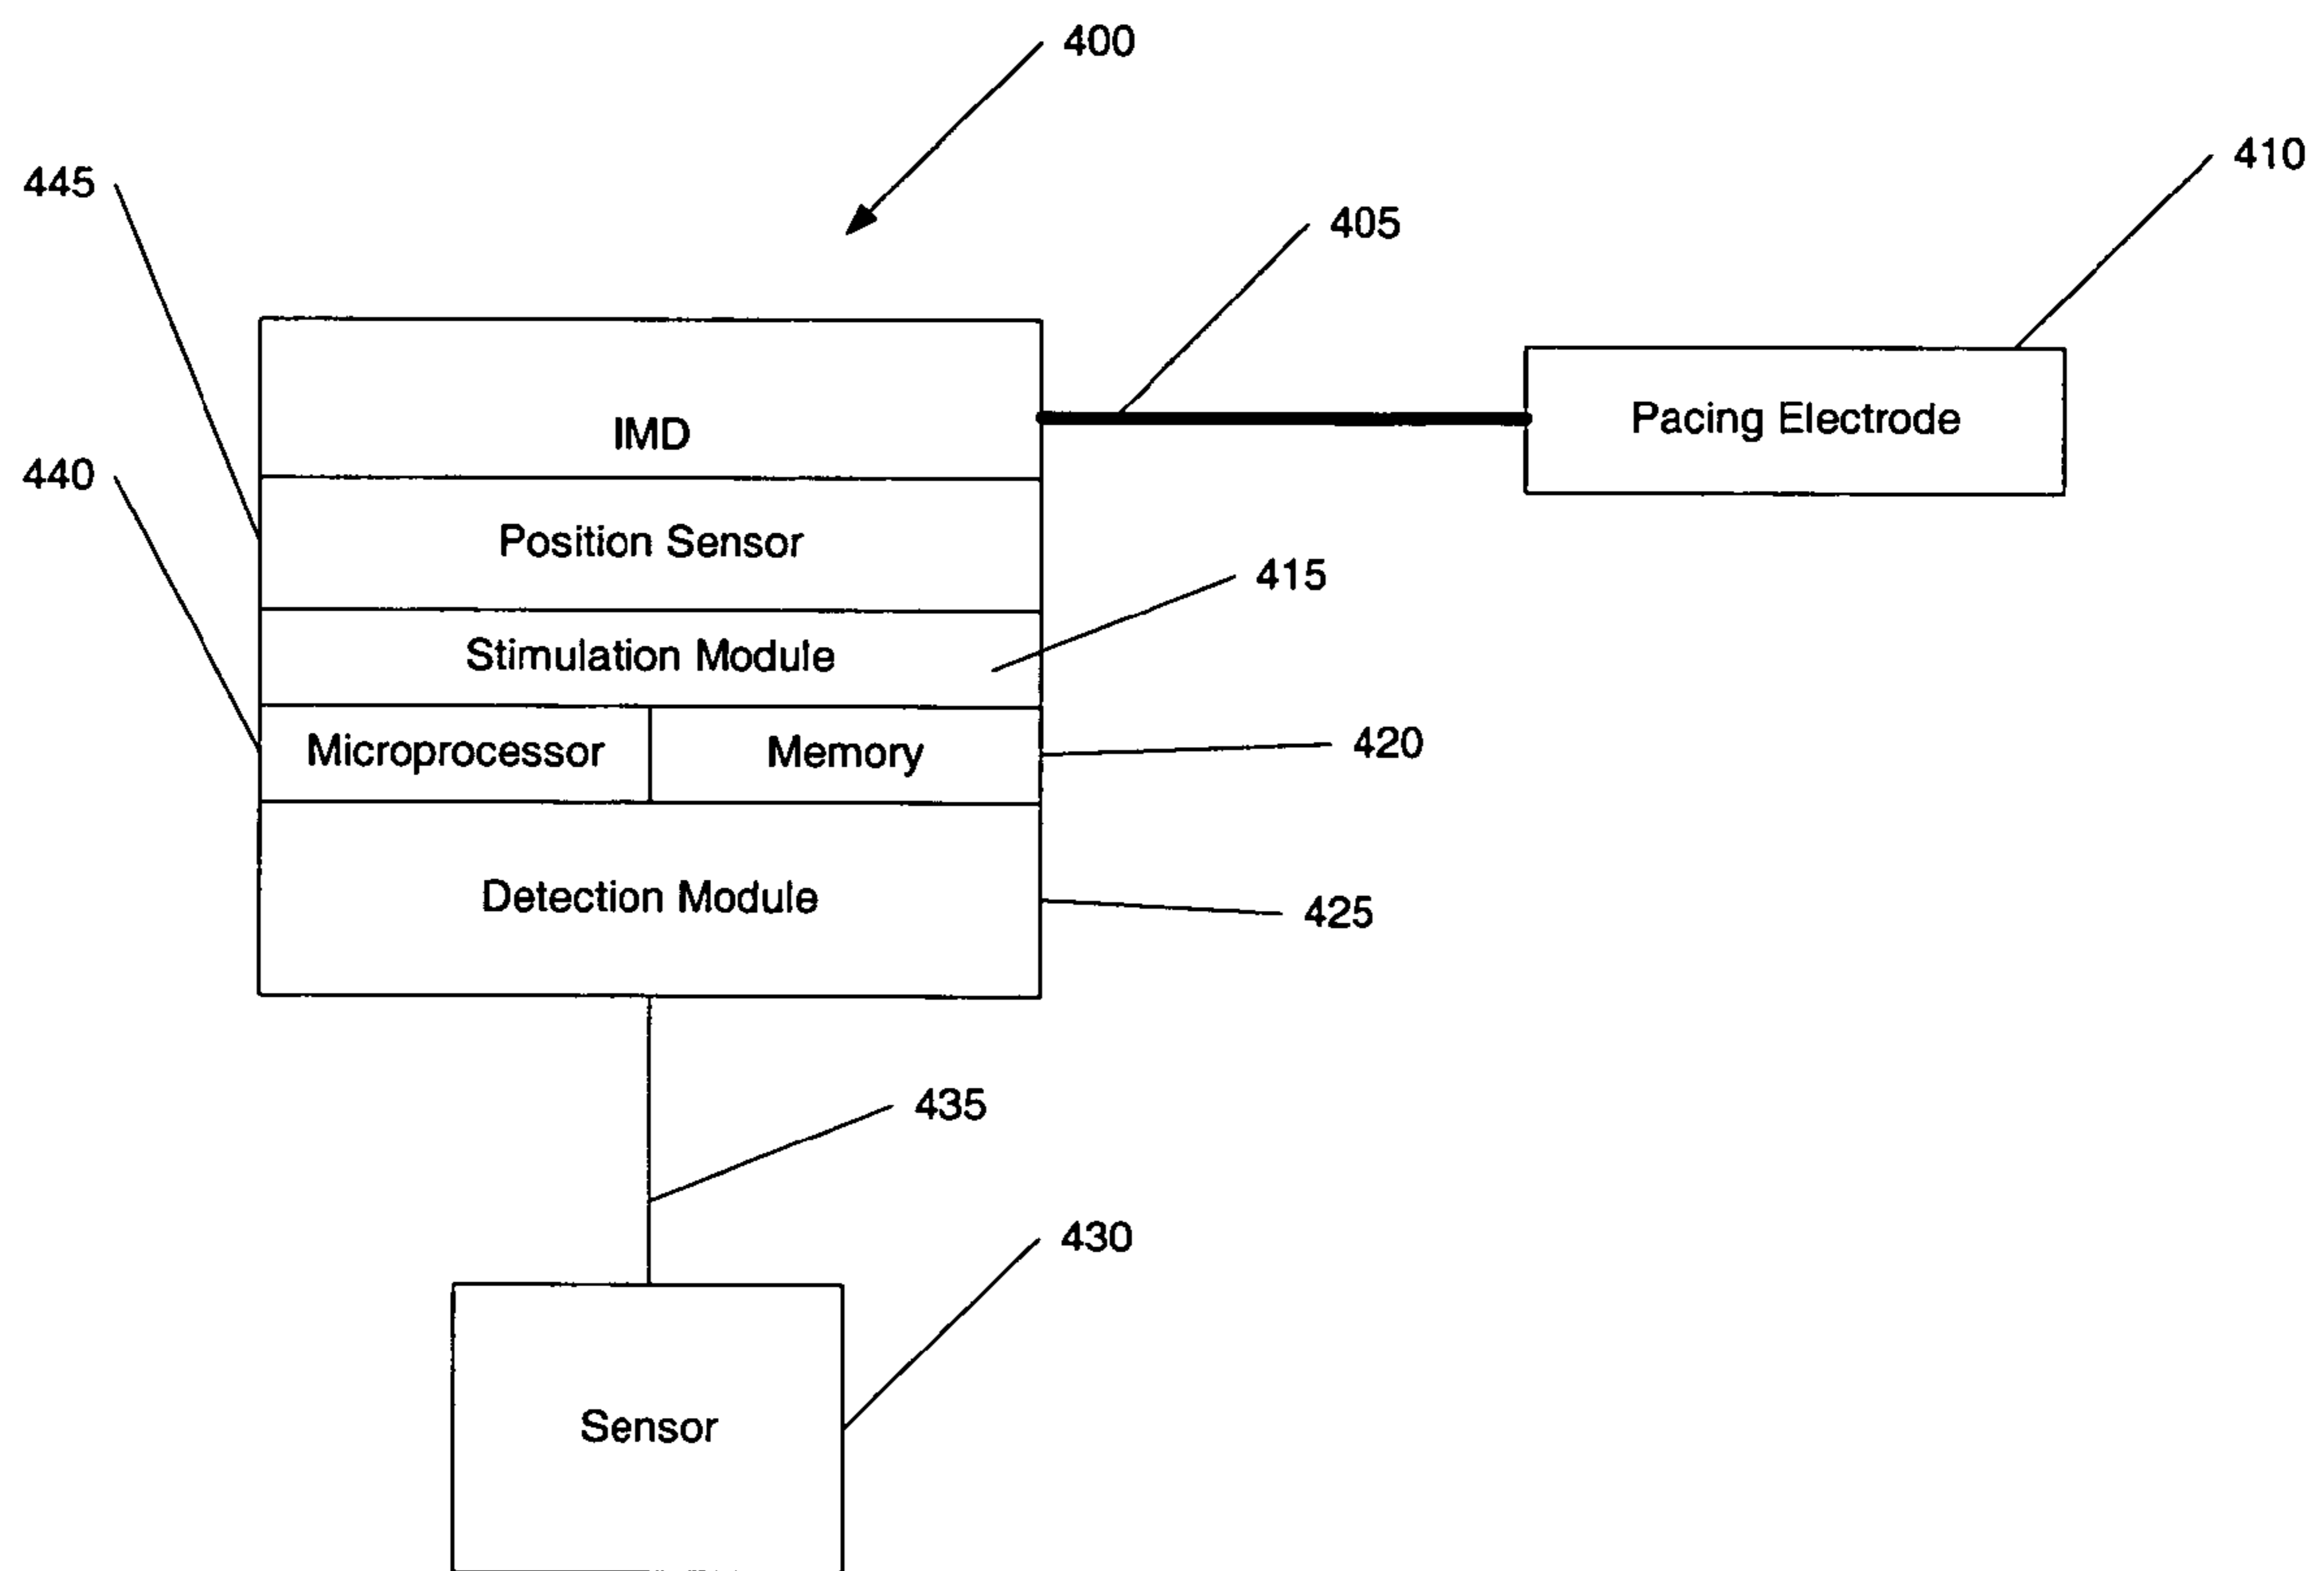 400
410
445
405
Pacing Electrode
IMD
440
Position Sensor
415
Stimulation Module
Microprocessor
Memory
420
Detection Module
425
435
430
Sensor